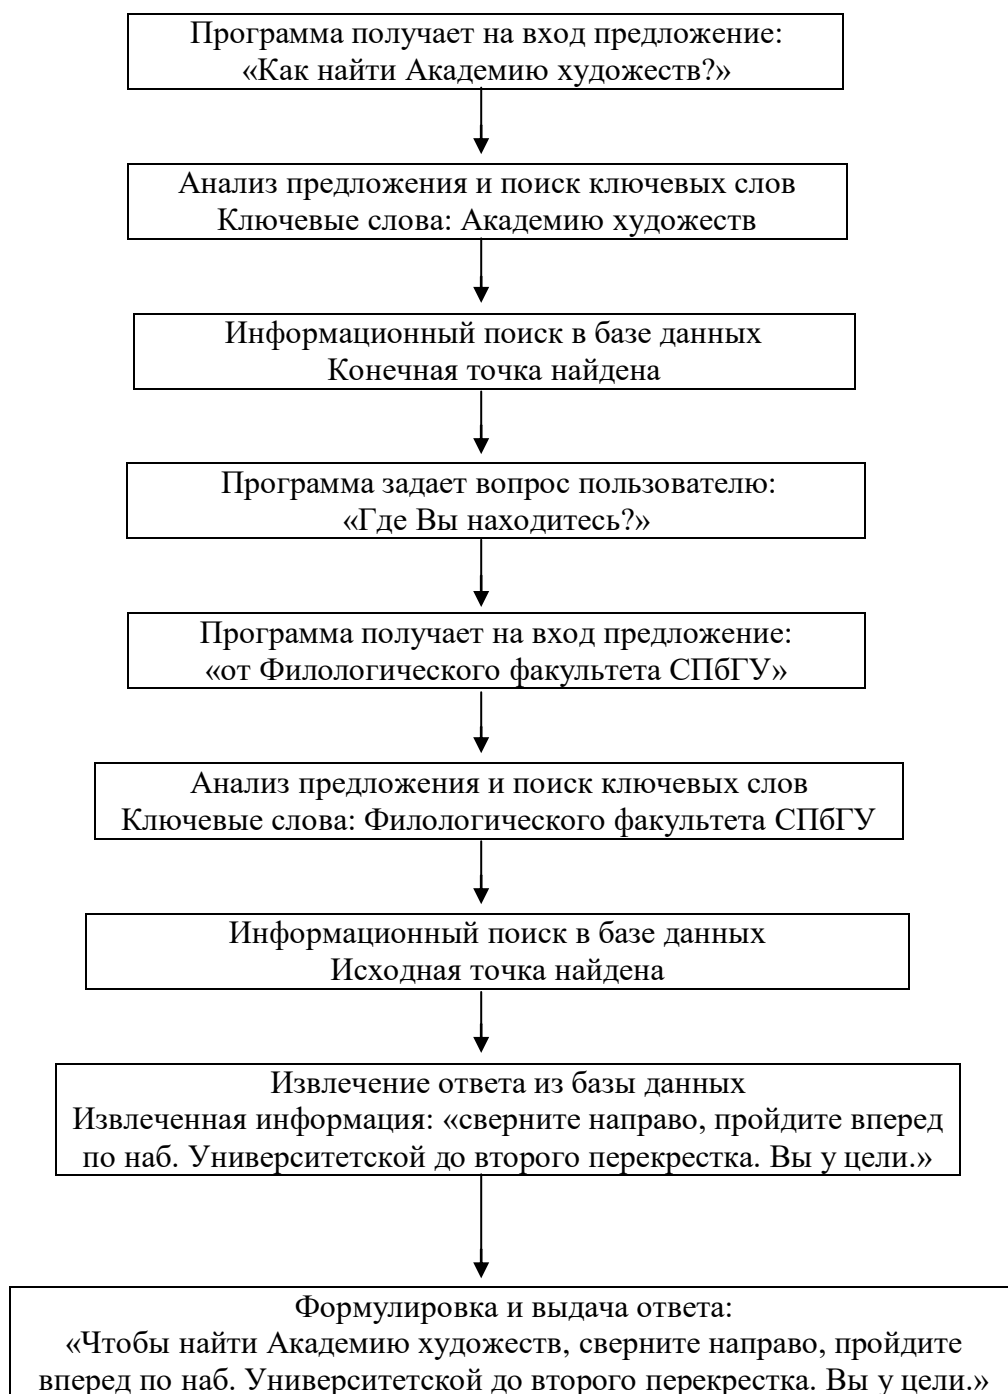 Программа получает на вход предложение:
«Как найти Академию художеств?»
Анализ предложения и поиск ключевых слов
Ключевые слова: Академию художеств
Информационный поиск в базе данных
Конечная точка найдена
Программа задает вопрос пользователю:
«Где Вы находитесь?»
Программа получает на вход предложение:
«от Филологического факультета СПбГУ»
Анализ предложения и поиск ключевых слов
Ключевые слова: Филологического факультета СПбГУ
Информационный поиск в базе данных
Исходная точка найдена
Извлечение ответа из базы данных
Извлеченная информация: «сверните направо, пройдите вперед
по наб. Университетской до второго перекрестка. Вы у цели.»
Формулировка и выдача ответа:
«Чтобы найти Академию художеств, сверните направо, пройдите
вперед по наб. Университетской до второго перекрестка. Вы у цели.»